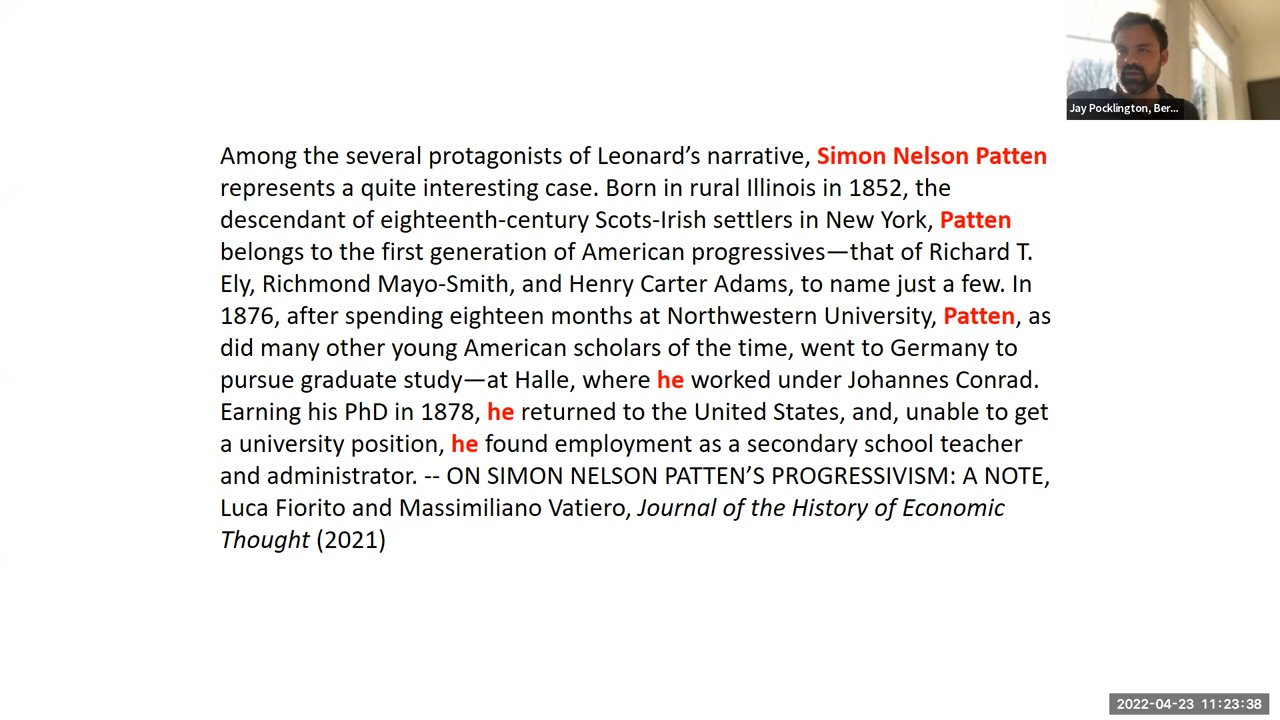 Jay Pocklington, Ber...
Among the several protagonists of Leonard’s narrative, Simon Nelson Patten
represents a quite interesting case. Born in rural Illinois in 1852, the
descendant of eighteenth-century Scots-Irish settlers in New York, Patten
belongs to the first generation of American progressives—that of Richard T.
Ely, Richmond Mayo-Smith, and Henry Carter Adams, to name just a few. In
1876, after spending eighteen months at Northwestern University, Patten, as
did many other young American scholars of the time, went to Germany to
pursue graduate study—at Halle, where he worked under Johannes Conrad.
Earning his PhD in 1878, he returned to the United States, and, unable to get
a university position, he found employment as a secondary school teacher
and administrator. -- ON SIMON NELSON PATTEN’S PROGRESSIVISM: A NOTE,
Luca Fiorito and Massimiliano Vatiero, Journal of the History of Economic
Thought (2021)
2022-04-23 11:23:38